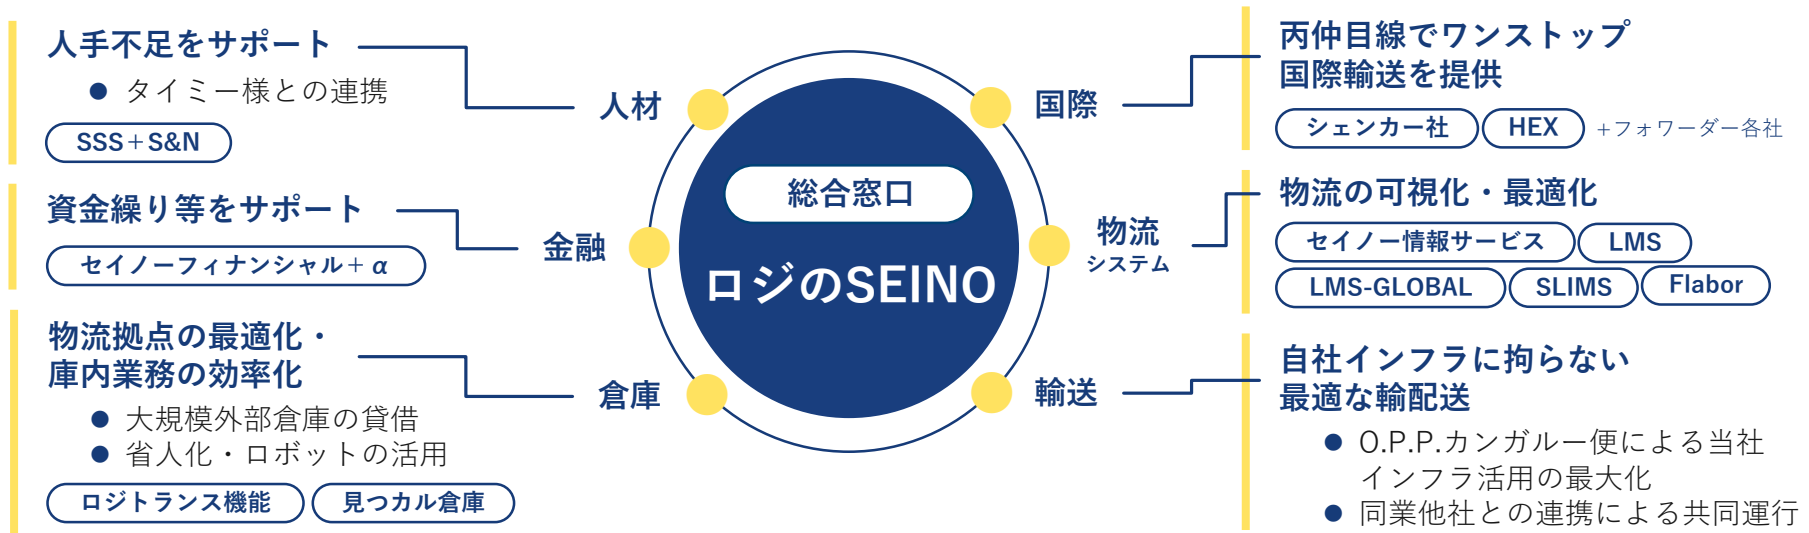 人手不足をサポート
● タイミー様との連携
SSS＋S&N
人材
資金繰り等をサポート
セイノーフィナンシャル＋α
金融
物流拠点の最適化・
庫内業務の効率化
● 大規模外部倉庫の貸借
● 省人化・ロボットの活用
ロジトランス機能 見つカル倉庫
倉庫
総合窓口
ロジのSEINO
国際
丙仲目線でワンストップ
国際輸送を提供
シェンカー社 HEX +フォワーダー各社
物流
システム
物流の可視化・最適化
セイノー情報サービス LMS
LMS-GLOBAL SLIMS Flabor
輸送
自社インフラに拘らない
最適な輸配送
● O.P.P.カンガルー便による当社
インフラ活用の最大化
● 同業他社との連携による共同運行